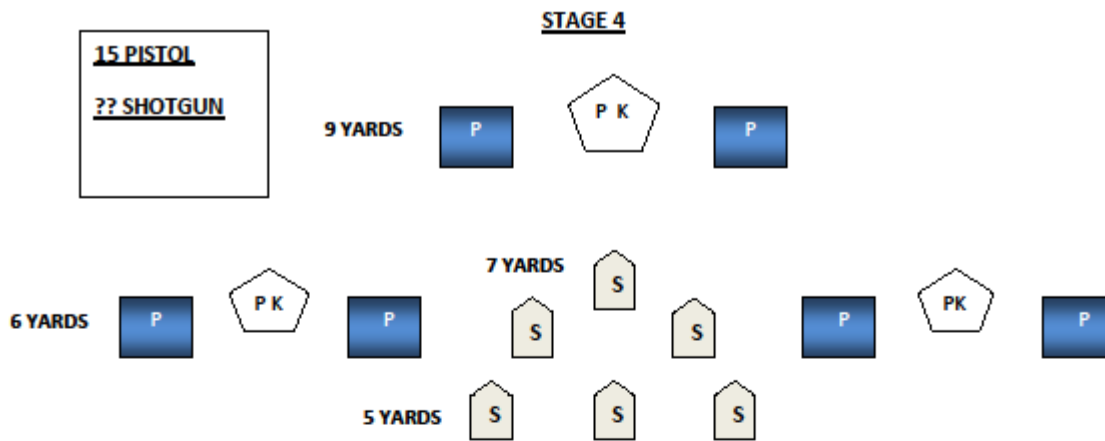 STAGE 4
15 PISTOL
?? SHOTGUN
9 YARDS
P
P K
P
7 YARDS
S
6 YARDS
P
P K
P
S
S
P
PK
P
5 YARDS
S
S
S